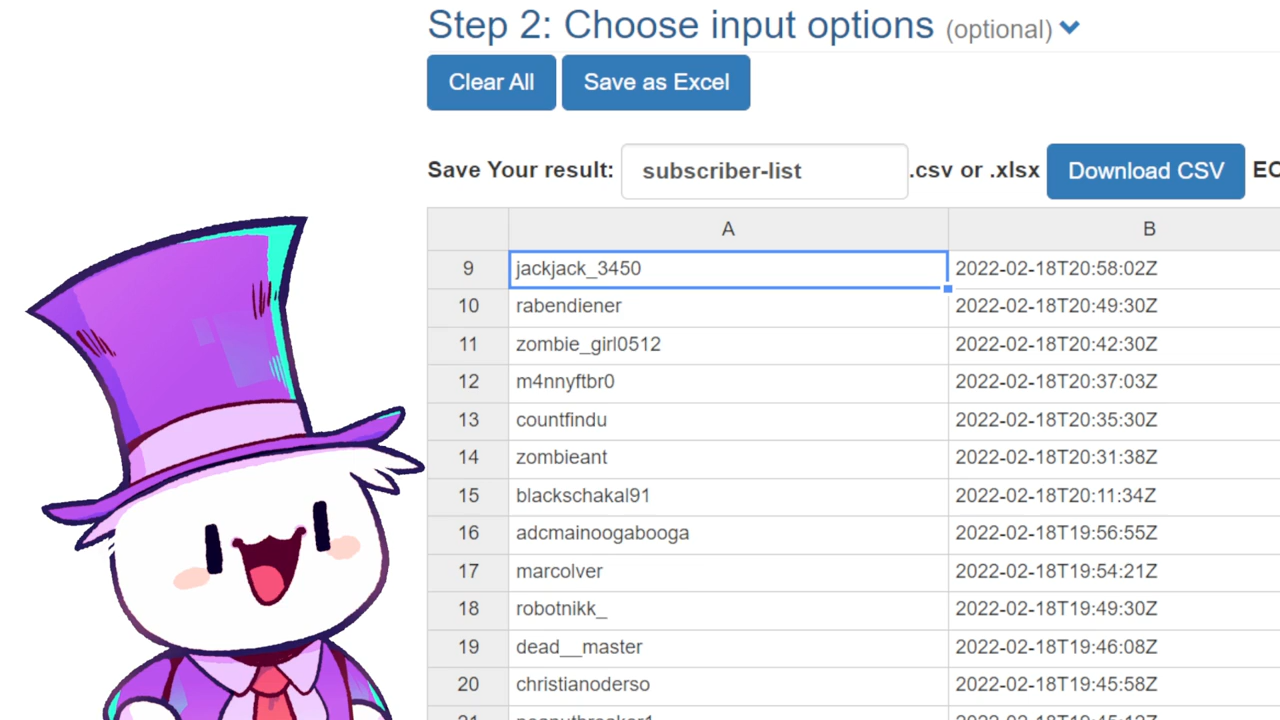 Step 2: Choose input options (optional)
Clear All Save as Excel
Save Your result: subscriber-list .csv or .xlsx Download CSV
A B
9 jackjack_3450 2022-02-18T20:58:02Z
10 rabendiener 2022-02-18T20:49:30Z
11 zombie_girl0512 2022-02-18T20:42:30Z
12 m4nnyftbr0 2022-02-18T20:37:03Z
13 countfindu 2022-02-18T20:35:30Z
14 zombieant 2022-02-18T20:31:38Z
15 blackschakal91 2022-02-18T20:11:34Z
16 adcmainoogabooga 2022-02-18T19:56:55Z
17 marcolver 2022-02-18T19:54:21Z
18 robotnikk_ 2022-02-18T19:49:30Z
19 dead__master 2022-02-18T19:46:08Z
20 christianoderso 2022-02-18T19:45:58Z